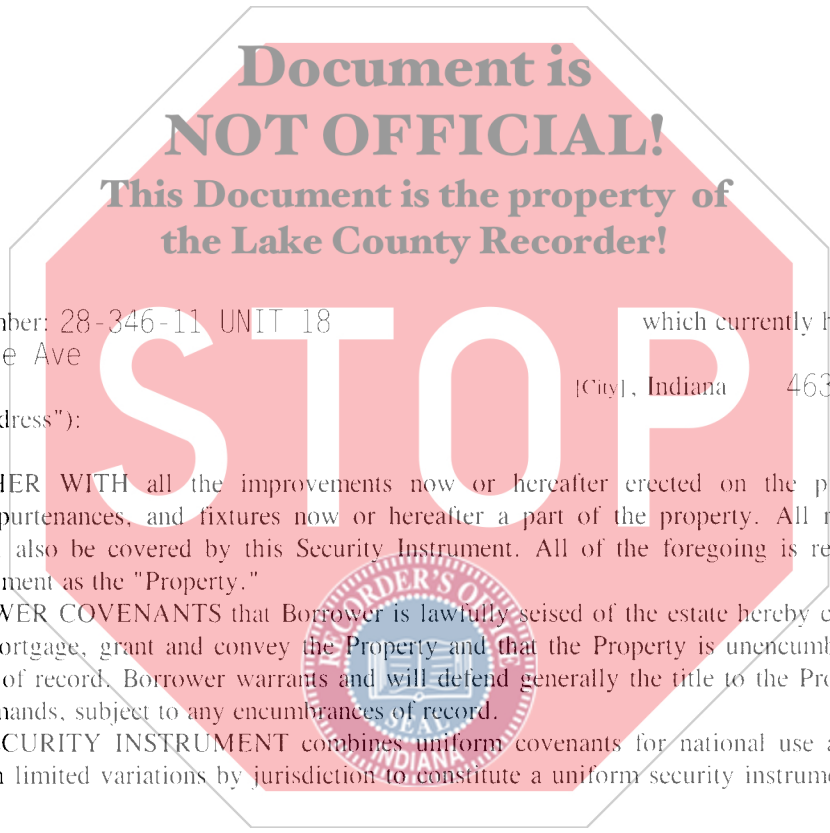 Document is
NOT OFFICIAL!
This Document is the property of
the Lake County Recorder!
STOP
nber: 28-346-11 UNIT 18 which currently h
e Ave
[City], Indiana 463
dress"):
HER WITH all the improvements now or hereafter erected on the p
purtenances, and fixtures now or hereafter a part of the property. All r
also be covered by this Security Instrument. All of the foregoing is re
ment as the "Property."
WER COVENANTS that Borrower is lawfully seised of the estate hereby c
ortgage, grant and convey the Property and that the Property is unencumb
of record. Borrower warrants and will defend generally the title to the Pro
mands, subject to any encumbrances of record.
CURITY INSTRUMENT combines uniform covenants for national use a
n limited variations by jurisdiction to constitute a uniform security instrume
RECORDER'S OFFICE
SEAL
INDIANA